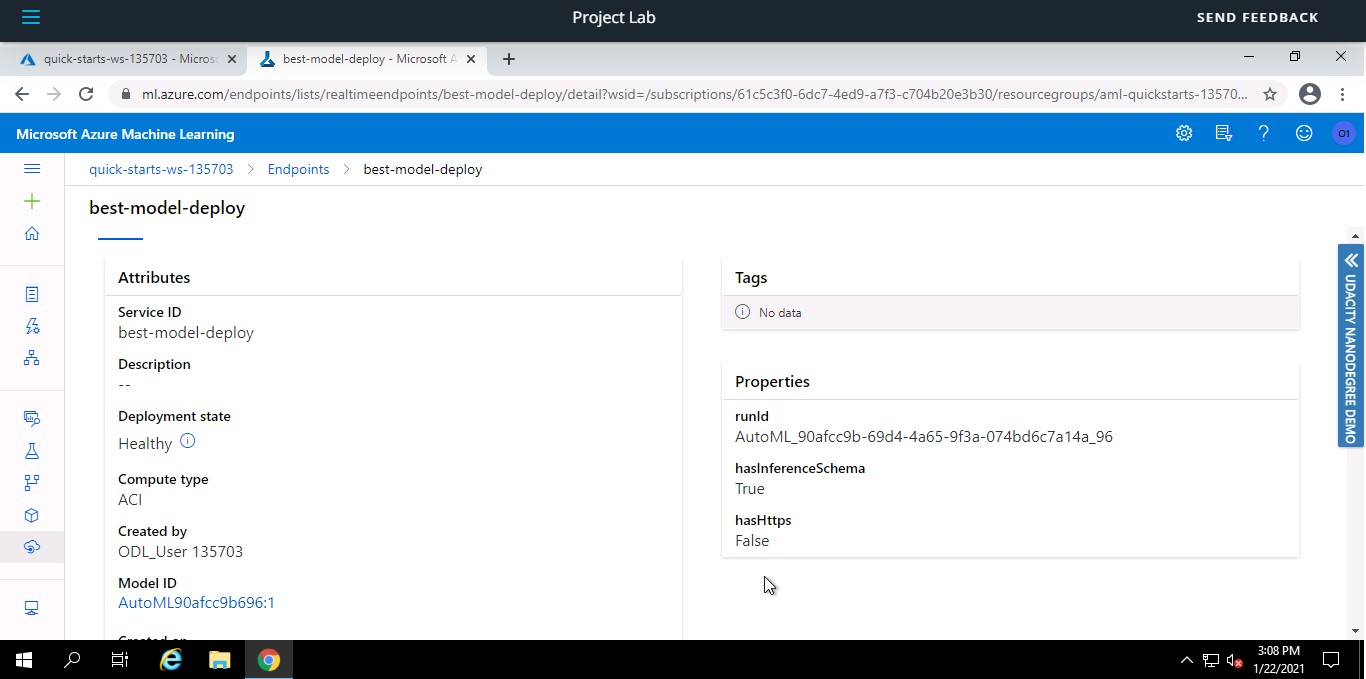 Project Lab
SEND FEEDBACK
quick-starts-ws-135703 - Micros
best-model-deploy - Microsoft A
ml.azure.com/endpoints/lists/realtimeendpoints/best-model-deploy/detail?wsid=/subscriptions/61c5c3f0-6dc7-4ed9-a7f3-c704b20e3b30/resourcegroups/aml-quickstarts-13570...
Microsoft Azure Machine Learning
O1
quick-starts-ws-135703 > Endpoints > best-model-deploy
best-model-deploy
Attributes
Service ID
best-model-deploy
Description
--
Deployment state
Healthy
Compute type
ACI
Created by
ODL_User 135703
Model ID
AutoML90afcc9b696:1
Created on
Tags
No data
Properties
runId
AutoML_90afcc9b-69d4-4a65-9f3a-074bd6c7a14a_96
hasInferenceSchema
True
hasHttps
False
UDACITY NANODEGREE DEMO
3:08 PM
1/22/2021